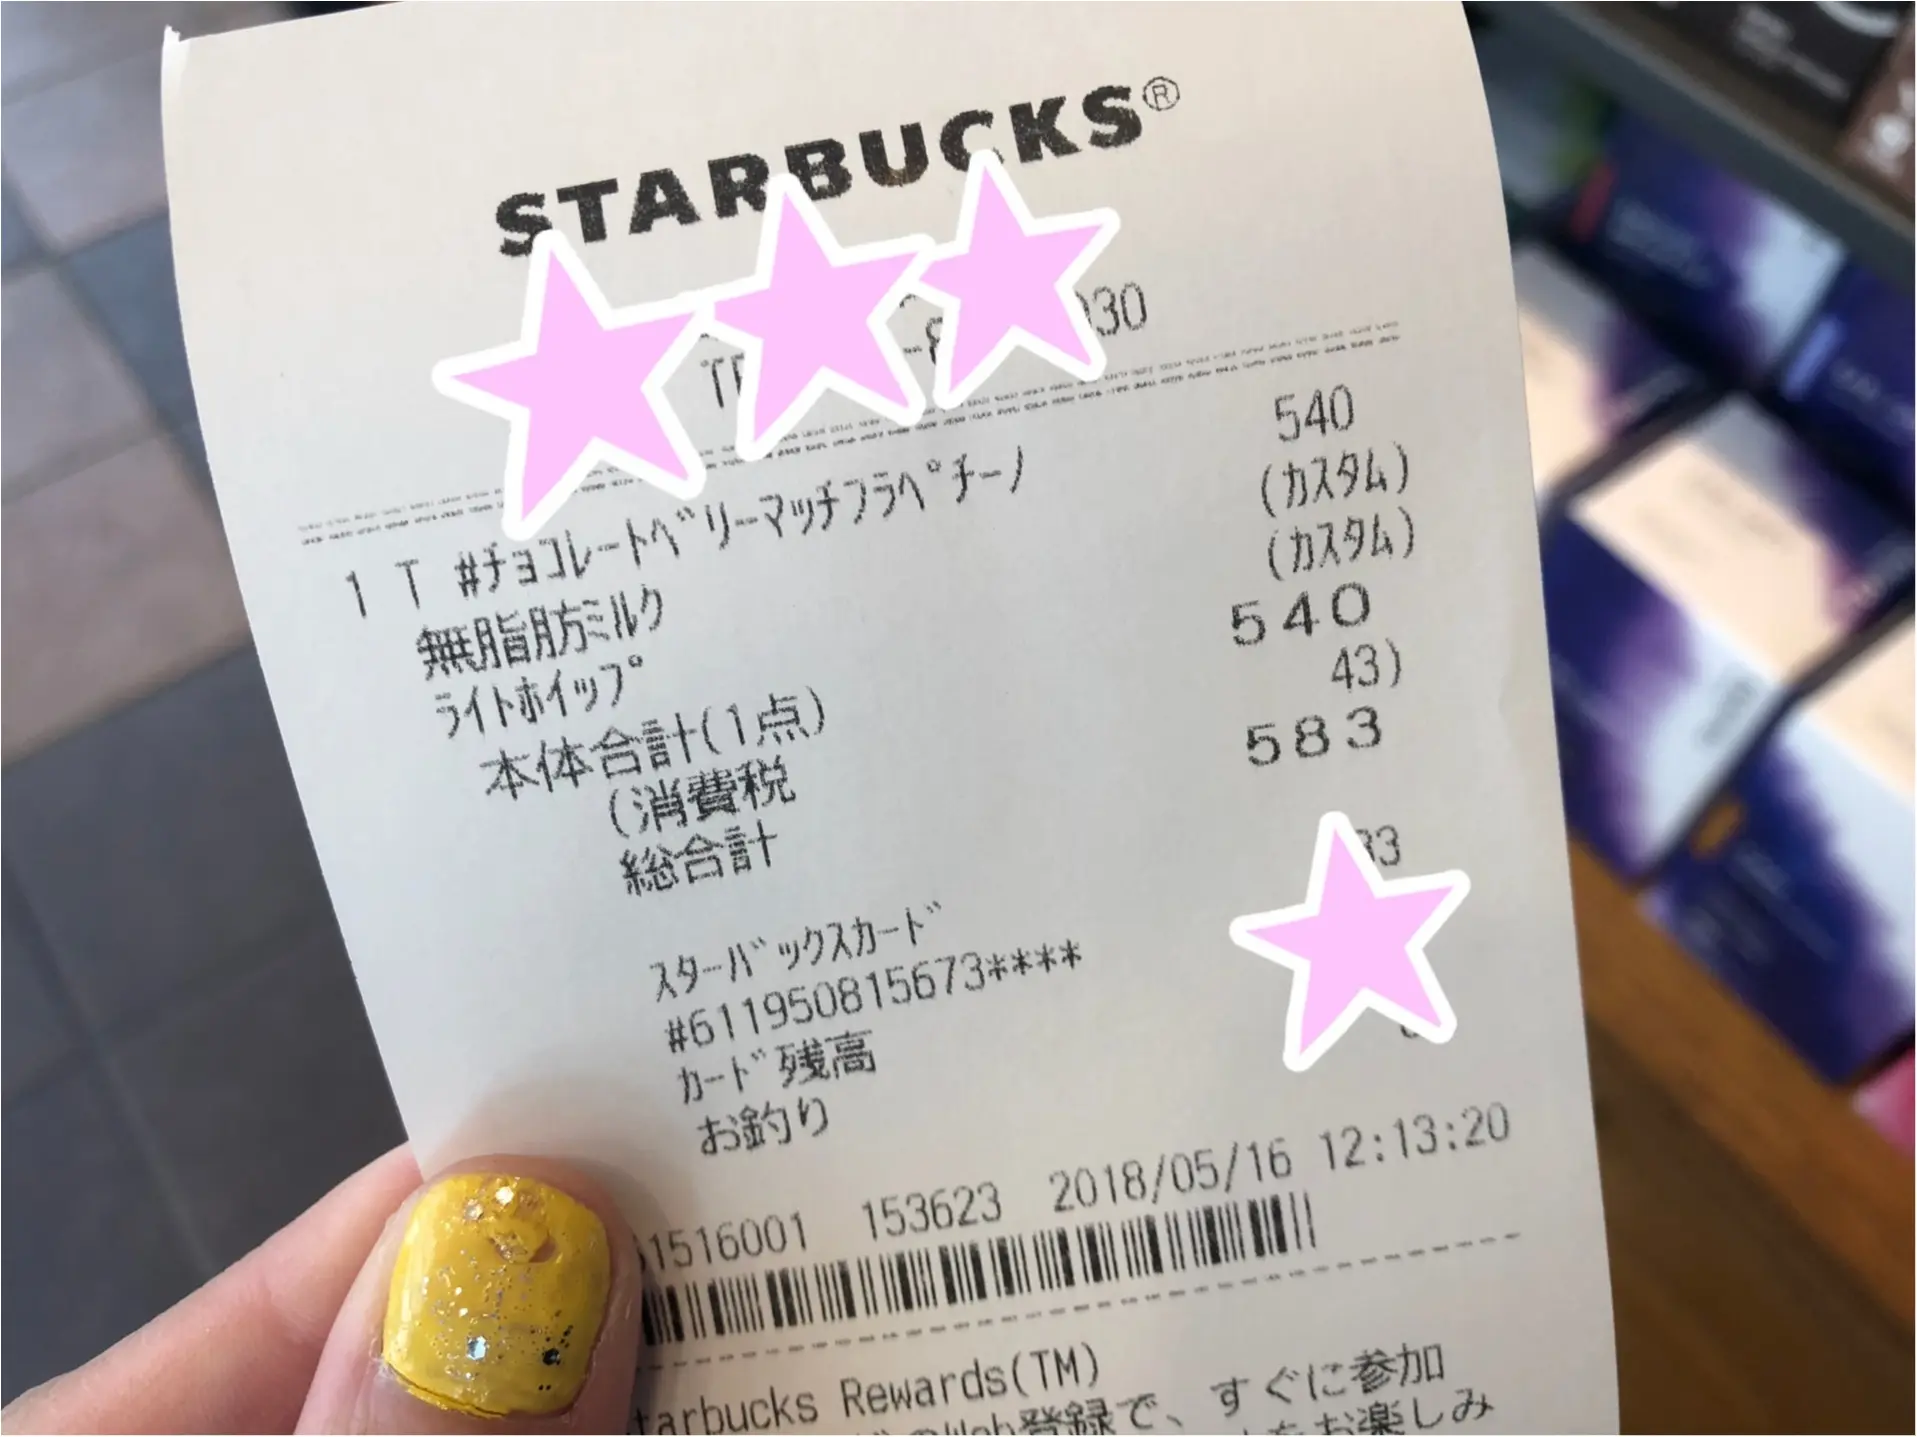 STARBUCKS®
30
1 T #チョコレートベリーマッチフラペチーノ 540
無脂肪ミルク (カスタム)
ライトホイップ (カスタム)
本体合計(1点) 540
(消費税 43)
総合計 583
スターバックスカード 83
#611950815673****
カード残高
お釣り
1516001 153623 2018/05/16 12:13:20
tarbucks Rewards(TM)
Web登録で、すぐに参加
をお楽しみ